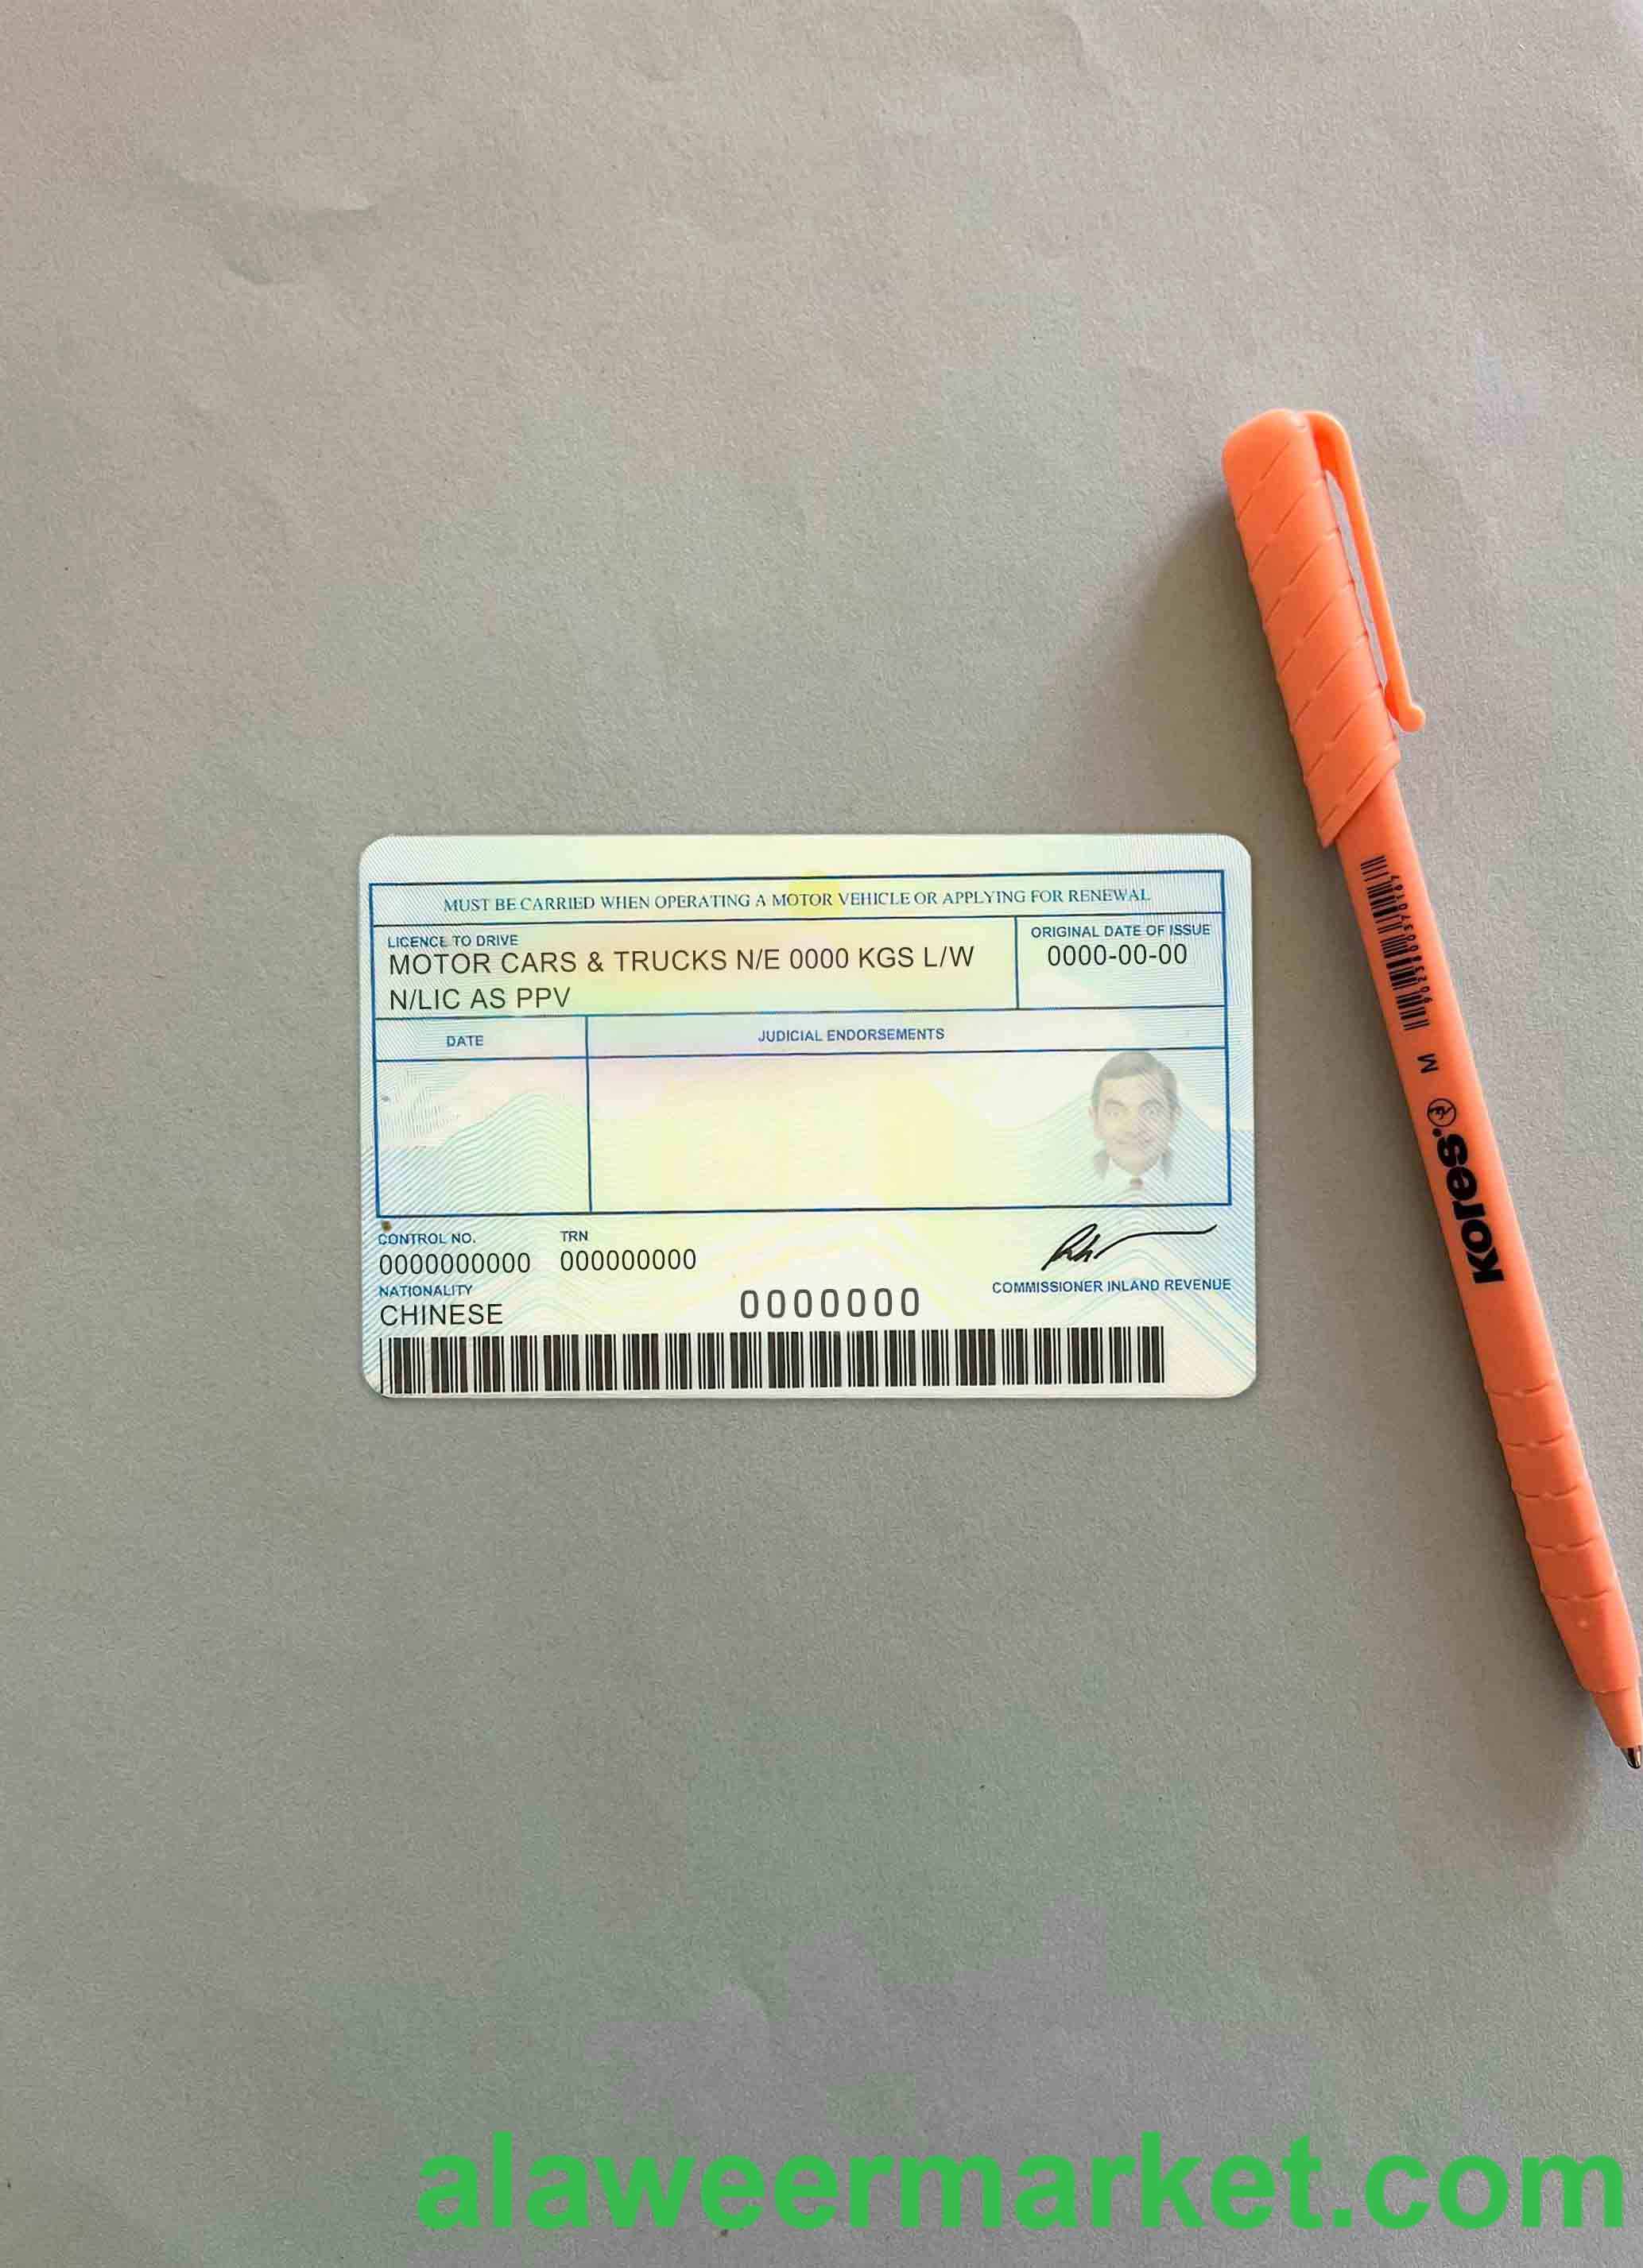 MUST BE CARRIED WHEN OPERATING A MOTOR VEHICLE OR APPLYING FOR RENEWAL
LICENCE TO DRIVE
MOTOR CARS & TRUCKS N/E 0000 KGS L/W
N/LIC AS PPV
ORIGINAL DATE OF ISSUE
0000-00-00
DATE
JUDICIAL ENDORSEMENTS
CONTROL NO.
0000000000
TRN
000000000
NATIONALITY
CHINESE
0000000
COMMISSIONER INLAND REVENUE
Kores
M
alaweermarket.com